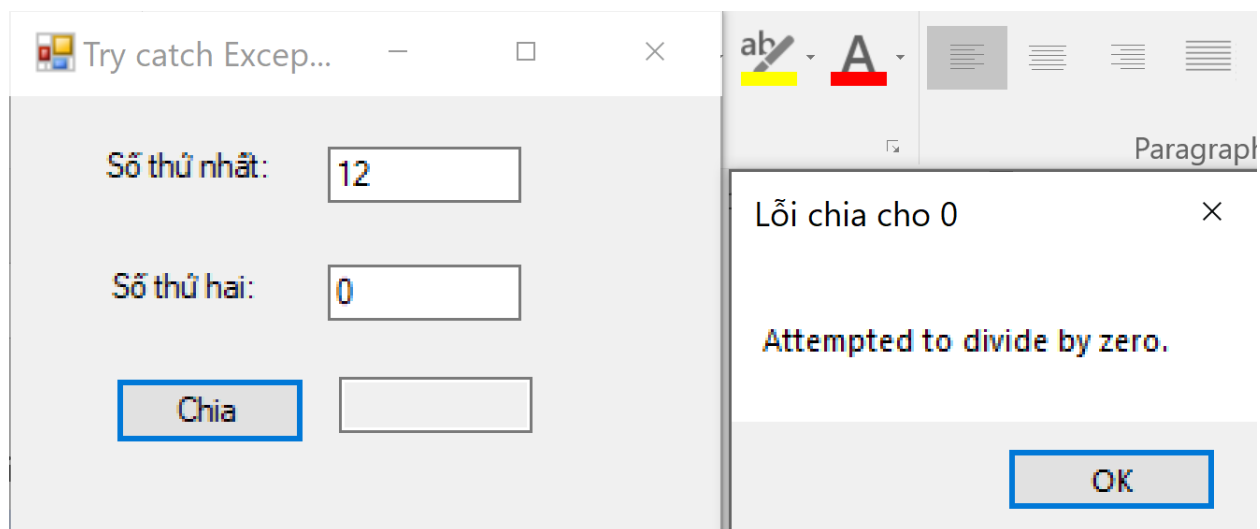 Try catch Excep...
Số thứ nhất:
12
Số thứ hai:
0
Chia
ab
A
Paragraph
Lỗi chia cho 0
Attempted to divide by zero.
OK